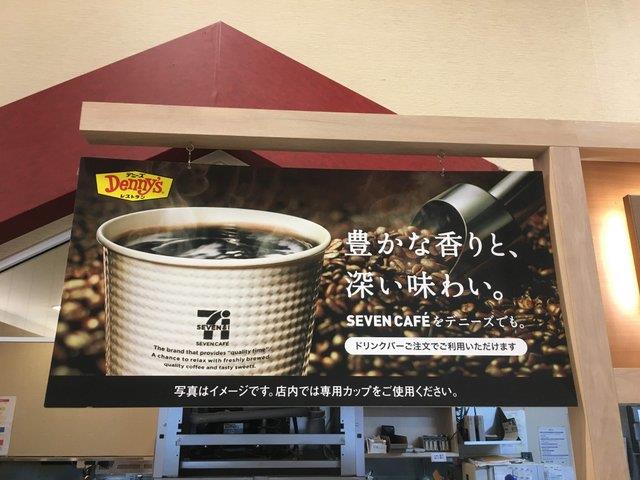 デニーズ
Denny's
レストラン
豊かな香りと、
深い味わい。
SEVEN CAFÉをデニーズでも。
ドリンクバーご注文でご利用いただけます
7i
SEVEN&i
SEVEN CAFÉ
The brand that provides "quality time".
A chance to relax with freshly brewed
quality coffee and tasty sweets.
写真はイメージです。店内では専用カップをご使用ください。